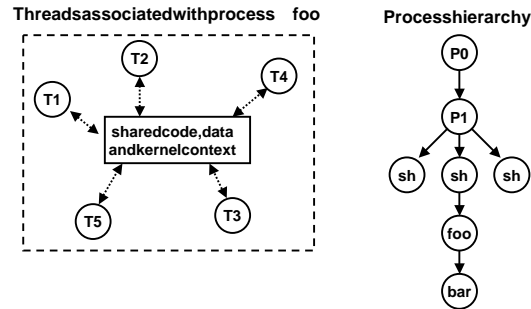 Threadsassociatedwithprocess foo
T1
T2
T4
sharedcode,data
andkernelcontext
T5
T3
Processhierarchy
P0
P1
sh
sh
sh
foo
bar